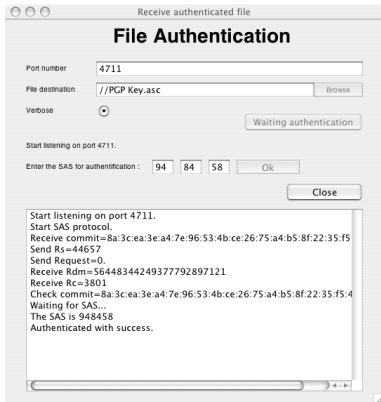 Receive authenticated file
File Authentication
Port number 4711
File destination //PGP Key.asc Browse
Verbose
Waiting authentication
Start listening on port 4711.
Enter the SAS for authentification : 94 84 58 Ok
Close
Start listening on port 4711.
Start SAS protocol.
Receive commit=8a:3c:ea:3e:a4:7e:96:53:4b:ce:26:75:a4:b5:8f:22:35:f5
Send Rs=44657
Send Request=0.
Receive Rdm=56448344249377792897121
Receive Rc=3801
Check commit=8a:3c:ea:3e:a4:7e:96:53:4b:ce:26:75:a4:b5:8f:22:35:f5:4
Waiting for SAS...
The SAS is 948458
Authenticated with success.